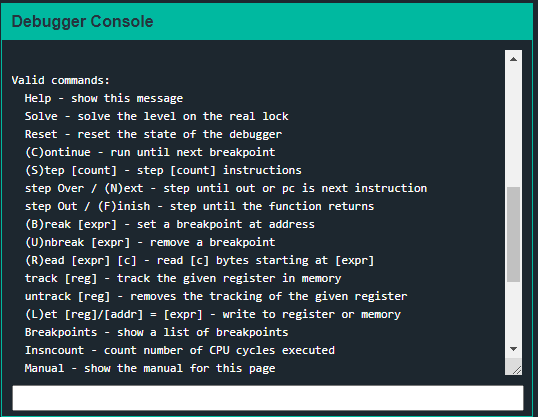 Debugger Console
Valid commands:
Help - show this message
Solve - solve the level on the real lock
Reset - reset the state of the debugger
(C)ontinue - run until next breakpoint
(S)tep [count] - step [count] instructions
step Over / (N)ext - step until out or pc is next instruction
step Out / (F)inish - step until the function returns
(B)reak [expr] - set a breakpoint at address
(U)nbreak [expr] - remove a breakpoint
(R)ead [expr] [c] - read [c] bytes starting at [expr]
track [reg] - track the given register in memory
untrack [reg] - removes the tracking of the given register
(L)et [reg]/[addr] = [expr] - write to register or memory
Breakpoints - show a list of breakpoints
Insncount - count number of CPU cycles executed
Manual - show the manual for this page